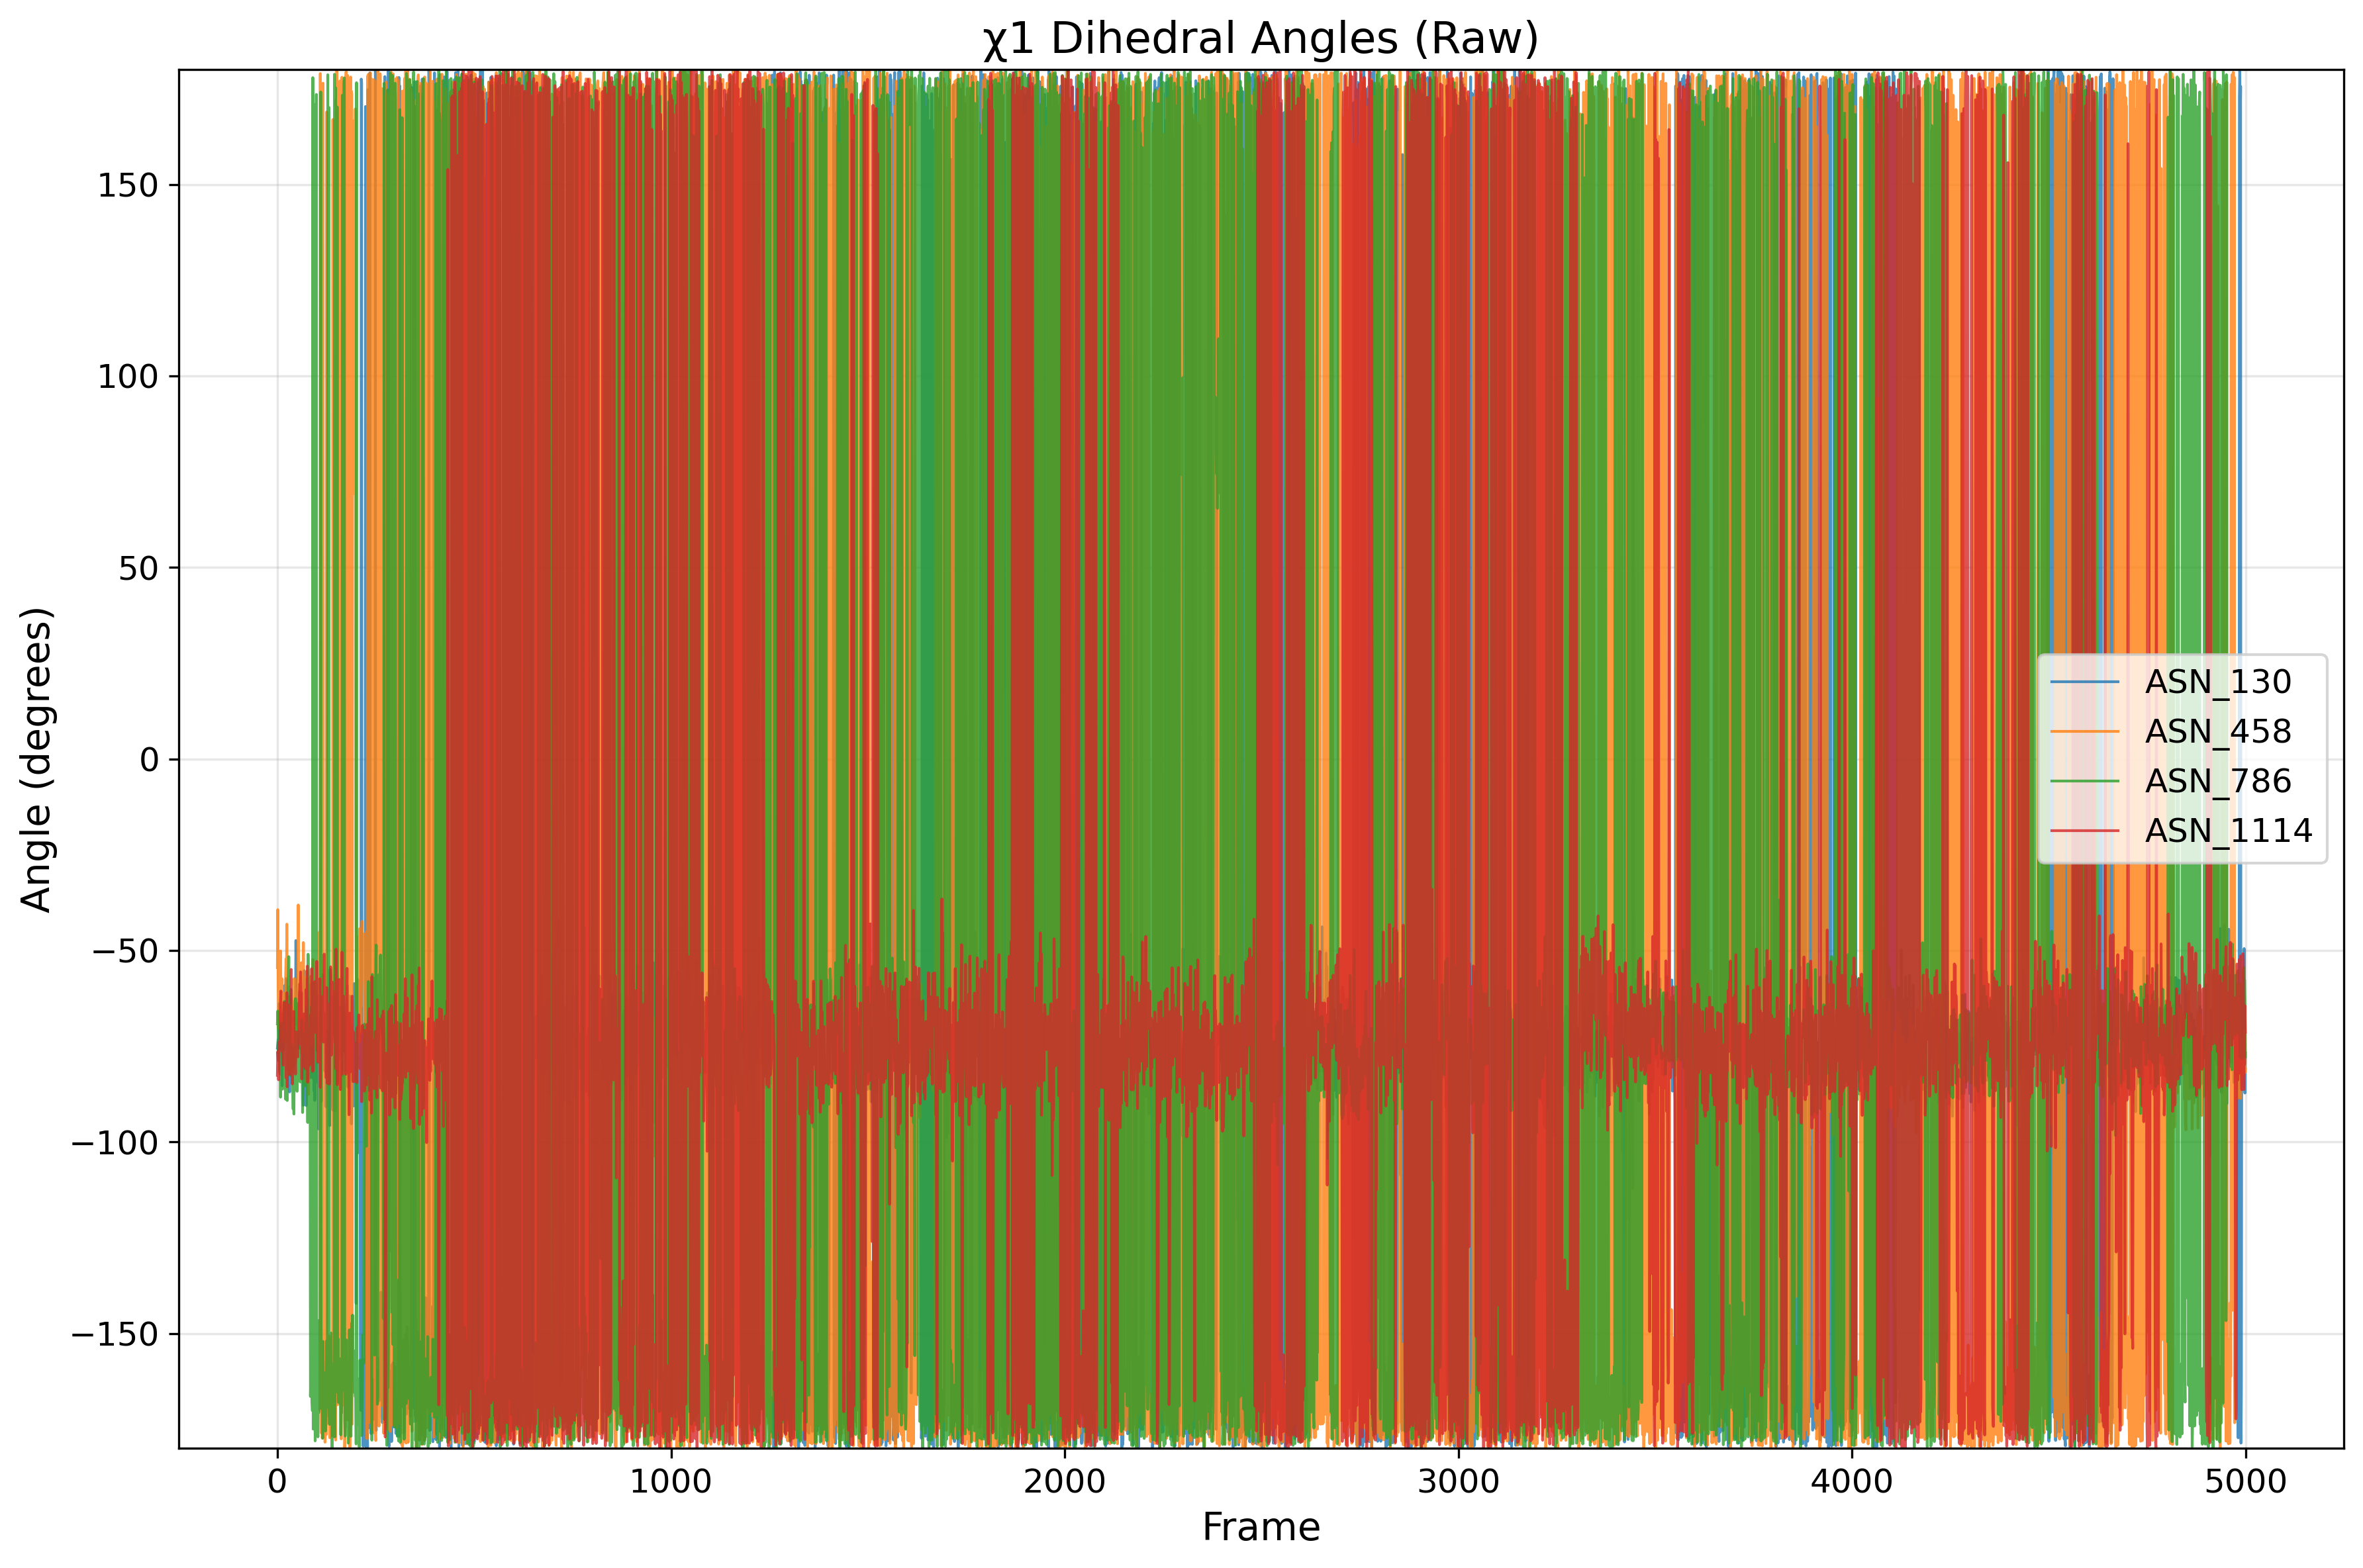 χ1 Dihedral Angles (Raw)
150
100
50
0
−50
−100
−150
Angle (degrees)
ASN_130
ASN_458
ASN_786
ASN_1114
0 1000 2000 3000 4000 5000
Frame